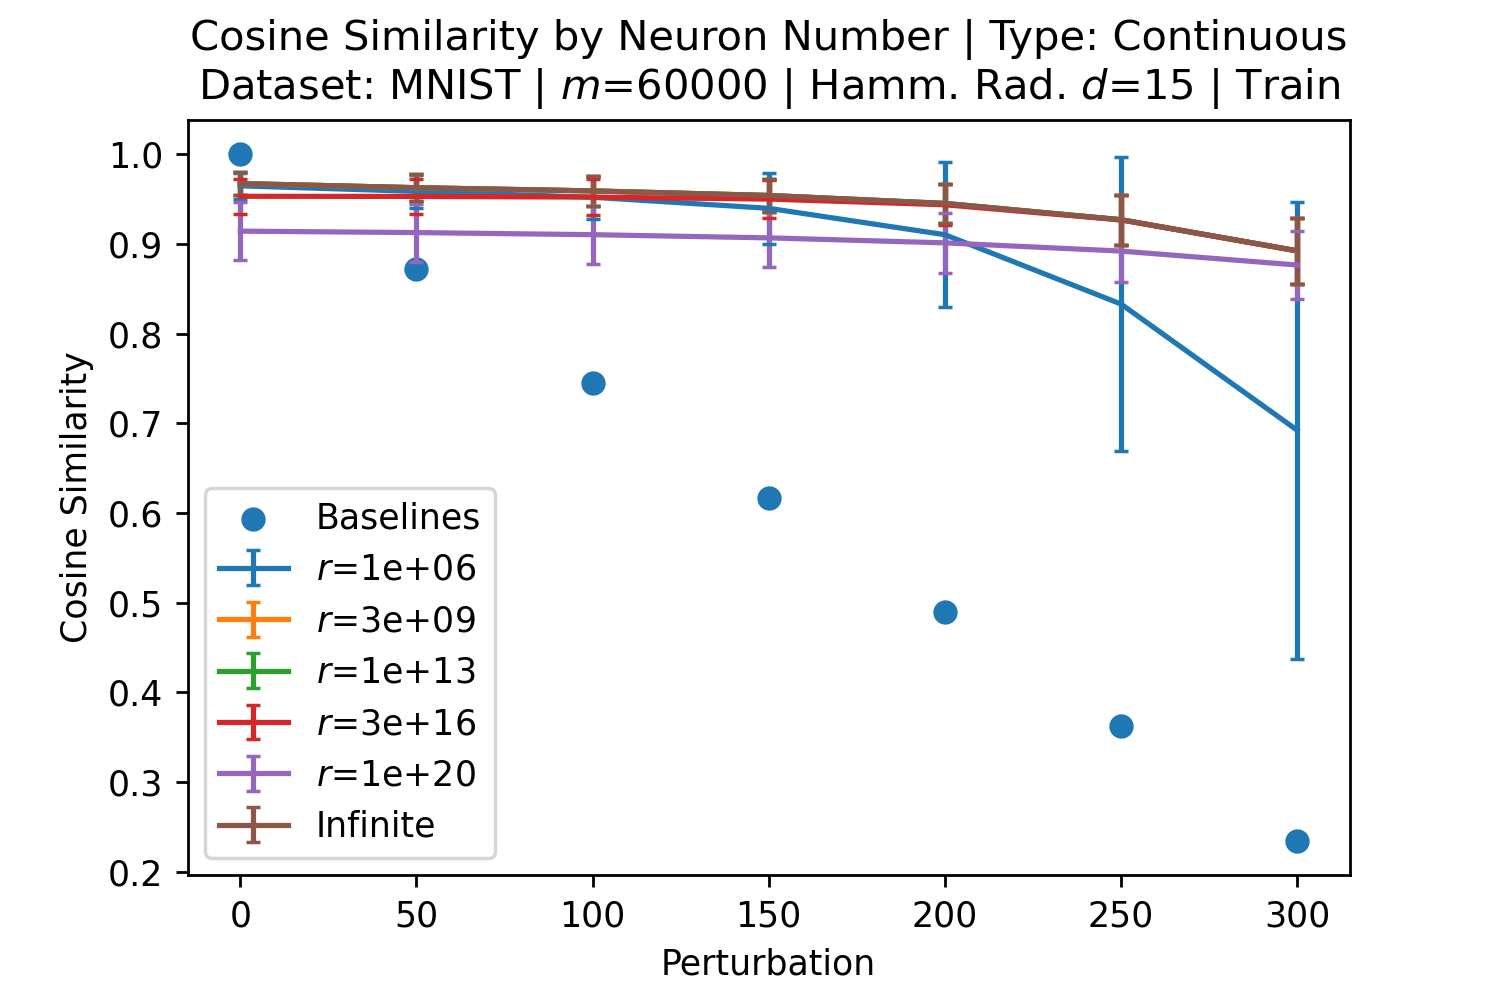 Cosine Similarity by Neuron Number | Type: Continuous
Dataset: MNIST | m=60000 | Hamm. Rad. d=15 | Train
1.0
0.9
0.8
0.7
0.6
0.5
0.4
0.3
0.2
Cosine Similarity
Baselines
r=1e+06
r=3e+09
r=1e+13
r=3e+16
r=1e+20
Infinite
0 50 100 150 200 250 300
Perturbation